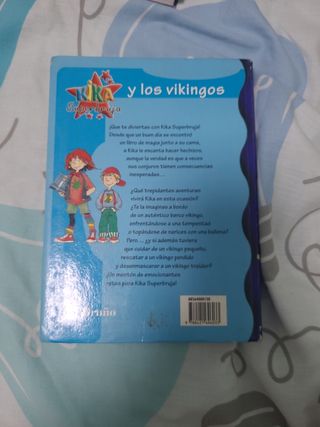 KIKA
Superbruja
y los vikingos
¡Que te diviertas con Kika Superbruja!
Desde que un buen día se encontró
un libro de magia junto a su cama,
a Kika le encanta hacer hechizos,
aunque la verdad es que a veces
sus conjuros tienen consecuencias
inesperadas...
¿Qué trepidantes aventuras
vivirá Kika en esta ocasión?
¿Te la imaginas a bordo
de un auténtico barco vikingo,
enfrentándose a una tempestad
o topándose de narices con una ballena?
Pero... ¿y si además tuviera
que cuidar de un vikingo pequeño,
rescatar a un vikingo perdido
y desenmascarar a un vikingo traidor?
¡Un montón de emocionantes
para Kika Superbruja!